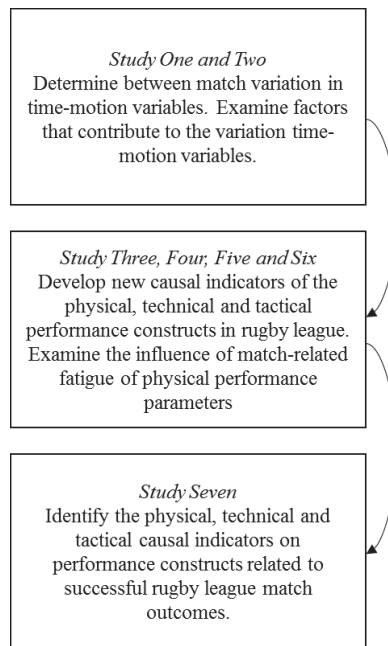 Study One and Two
Determine between match variation in
time-motion variables. Examine factors
that contribute to the variation time-
motion variables.
Study Three, Four, Five and Six
Develop new causal indicators of the
physical, technical and tactical
performance constructs in rugby league.
Examine the influence of match-related
fatigue of physical performance
parameters
Study Seven
Identify the physical, technical and
tactical causal indicators on
performance constructs related to
successful rugby league match
outcomes.